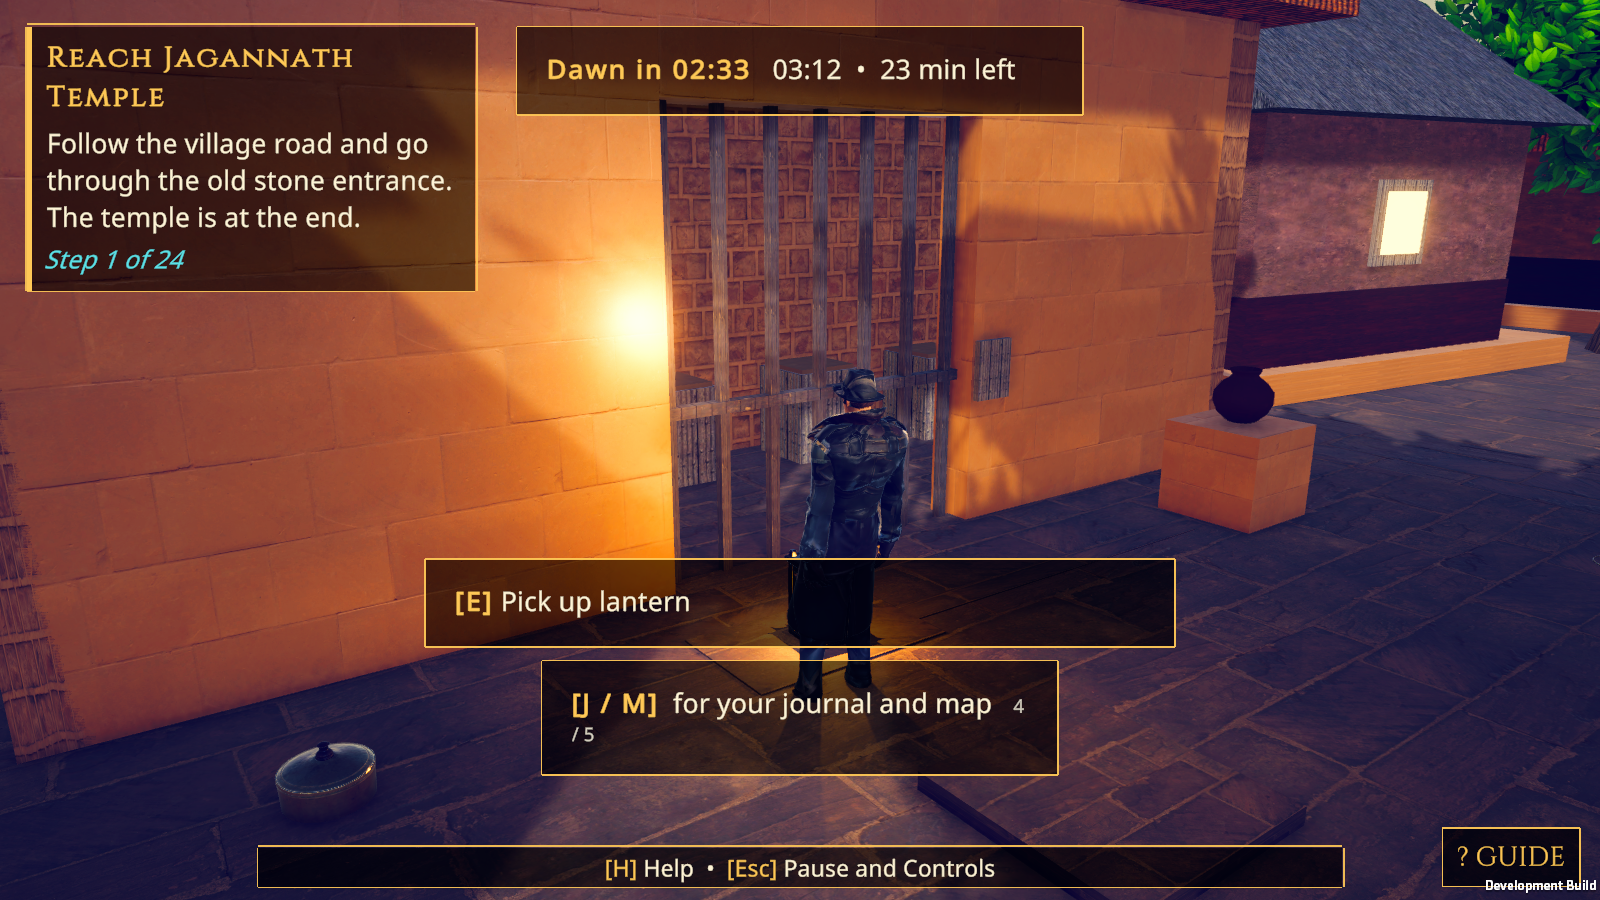 Reach Jagannath
Temple
Follow the village road and go
through the old stone entrance.
The temple is at the end.
Step 1 of 24
Dawn in 02:33 03:12 • 23 min left
[E] Pick up lantern
[J / M] for your journal and map 4
/ 5
[H] Help • [Esc] Pause and Controls
? GUIDE
Development Build